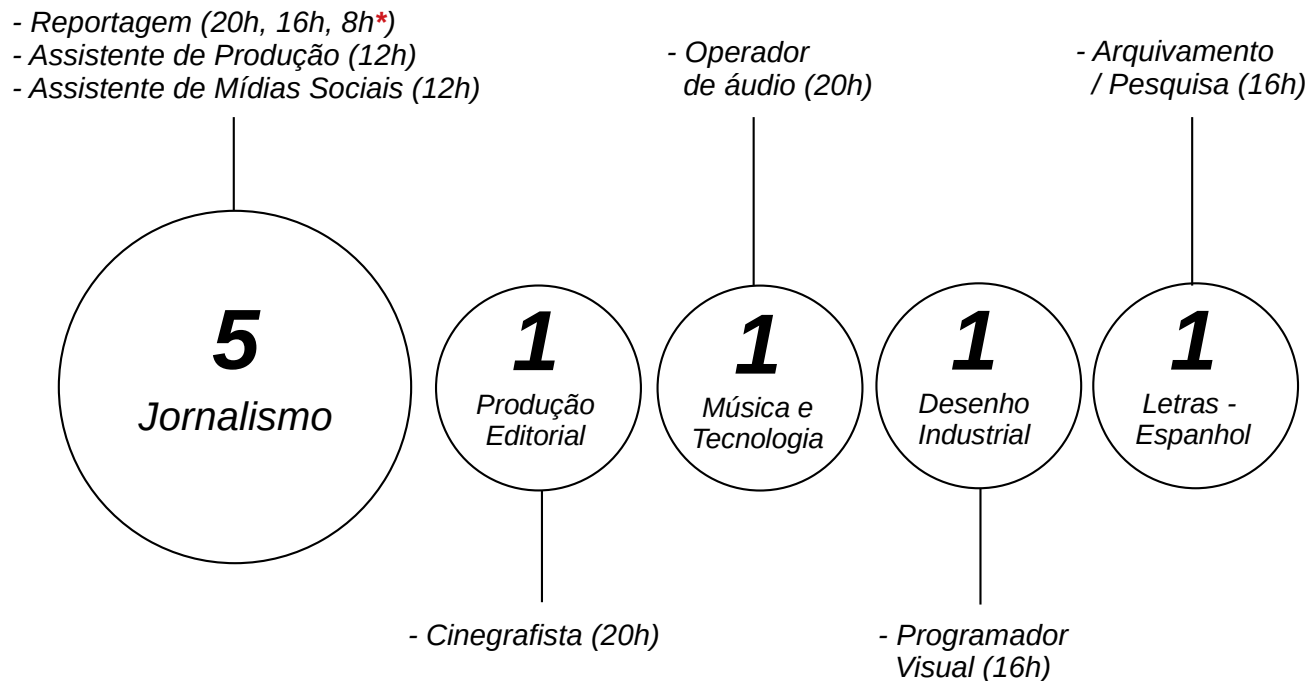 - Reportagem (20h, 16h, 8h*)
- Assistente de Produção (12h)
- Assistente de Mídias Sociais (12h)
- Operador
de áudio (20h)
- Arquivamento
/ Pesquisa (16h)
5
Jornalismo
1
Produção
Editorial
1
Música e
Tecnologia
1
Desenho
Industrial
1
Letras -
Espanhol
- Cinegrafista (20h)
- Programador
Visual (16h)